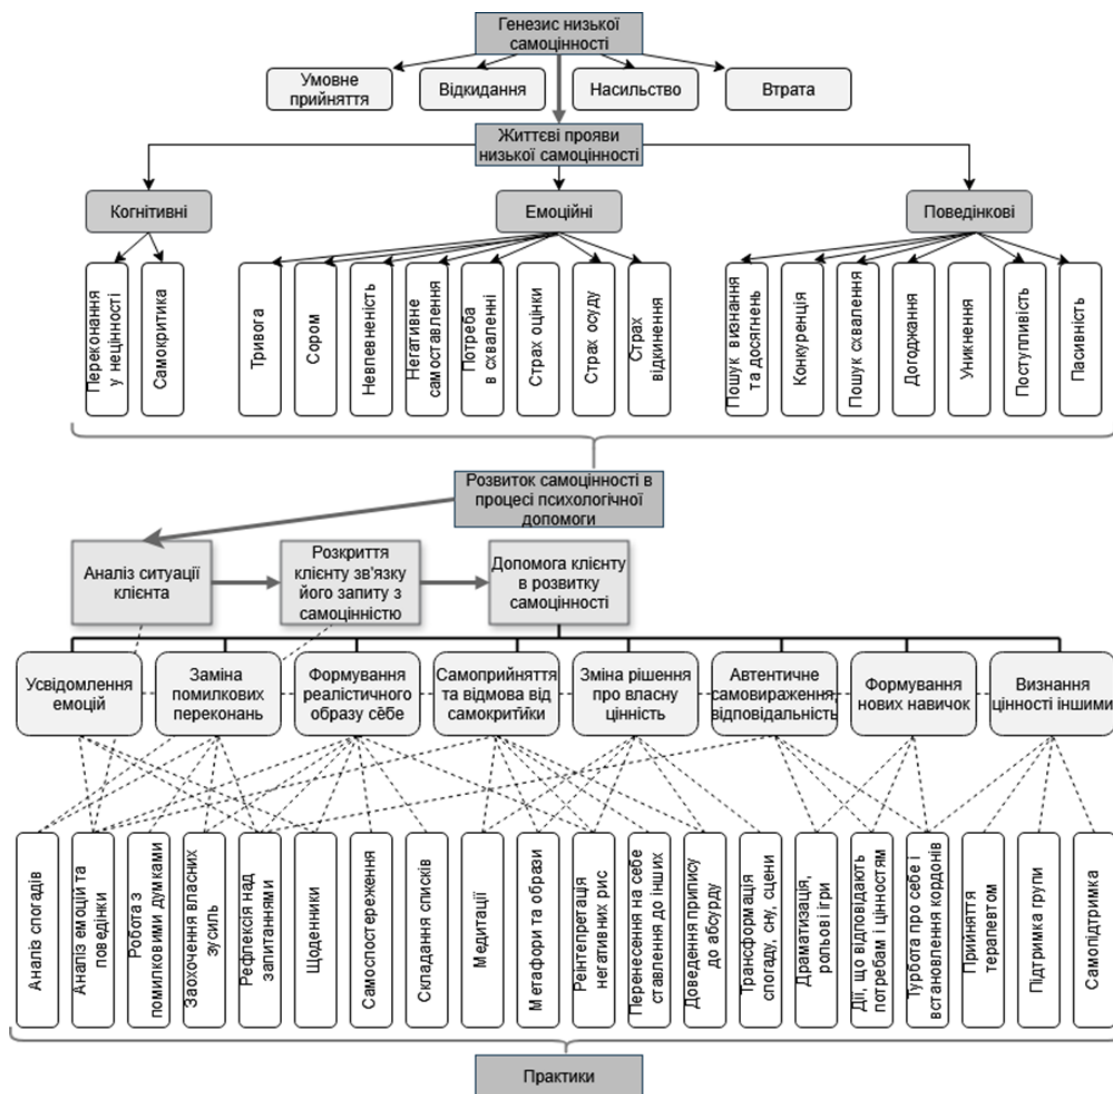 Генезис низької
самоцінності
Умовне
прийняття
Відкидання
Насильство
Втрата
Життєві прояви
низької самоцінності
Когнітивні
Емоційні
Поведінкові
Переконання
у нецінності
Самокритика
Тривога
Сором
Невпевненість
Негативне
самоставлення
Потреба
в схваленні
Страх оцінки
Страх осуду
Страх
відкинення
Пошук визнання
та досягнень
Конкуренція
Пошук схвалення
Догоджання
Уникнення
Поступливість
Пасивність
Розвиток самоцінності в
процесі психологічної
допомоги
Аналіз ситуації
клієнта
Розкриття
клієнту зв'язку
його запиту з
самоцінністю
Допомога клієнту
в розвитку
самоцінності
Усвідомлення
емоцій
Заміна
помилкових
переконань
Формування
реалістичного
образу себе
Самоприйняття
та відмова від
самокритики
Зміна рішення
про власну
цінність
Автентичне
самовираження,
відповідальність
Формування
нових навичок
Визнання
цінності іншими
Аналіз спогадів
Аналіз емоцій та
поведінки
Робота з
помилковими думками
Заохочення власних
зусиль
Рефлексія над
запитаннями
Щоденники
Самоспостереження
Складання списків
Медитації
Метафори та образи
Реінтепретація
негативних рис
Перенесення на себе
ставлення до інших
Доведення припису
до абсурду
Трансформація
спогаду, сну, сцени
Драматизація,
рольові ігри
Дії, що відповідають
потребам і цінностям
Турбота про себе і
встановлення кордонів
Прийняття
терапевтом
Підтримка групи
Самопідтримка
Практики